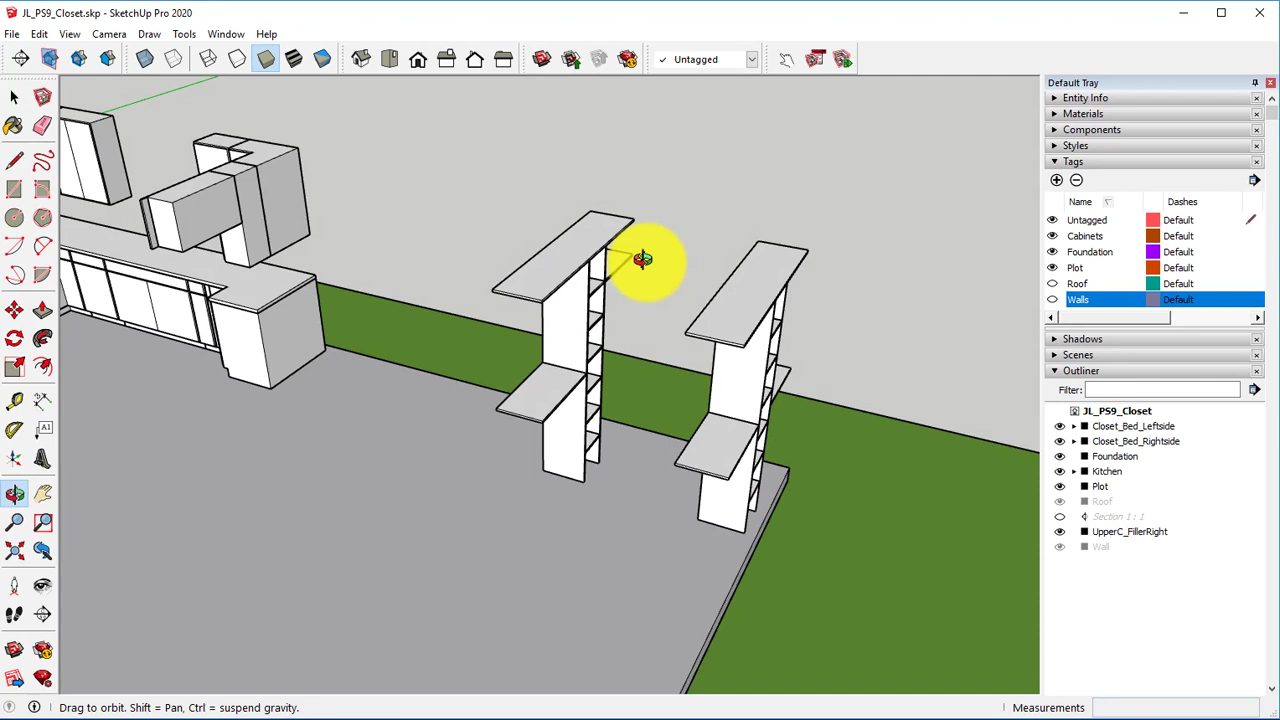 JL_PS9_Closet.skp - SketchUp Pro 2020
File Edit View Camera Draw Tools Window Help
✓ Untagged
Default Tray
Entity Info
Materials
Components
Styles
Tags
Name Dashes
Untagged Default
Cabinets Default
Foundation Default
Plot Default
Roof Default
Walls Default
Shadows
Scenes
Outliner
Filter:
JL_PS9_Closet
Closet_Bed_Leftside
Closet_Bed_Rightside
Foundation
Kitchen
Plot
Roof
Section 1 : 1
UpperC_FillerRight
Wall
A1
Drag to orbit. Shift = Pan, Ctrl = suspend gravity.
Measurements